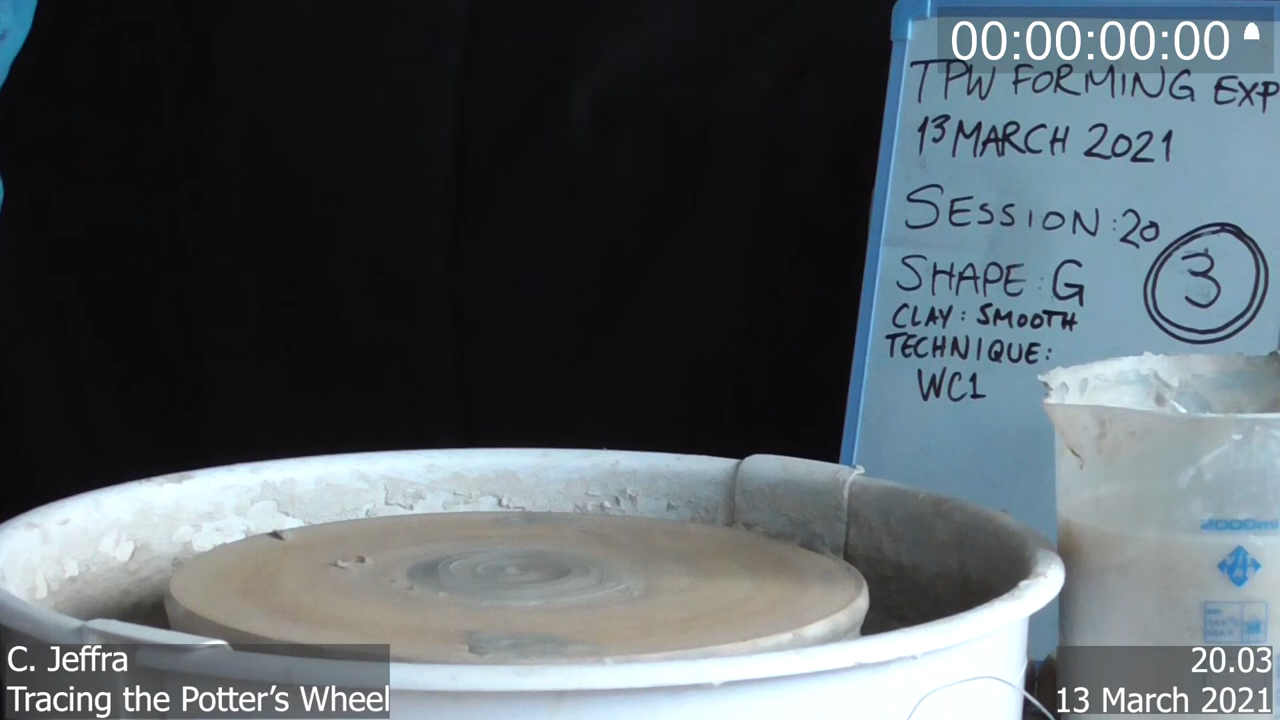 00:00:00:00
TPW FORMING EXP
13 MARCH 2021
SESSION: 20
3
SHAPE: G
CLAY: SMOOTH
TECHNIQUE:
WC1
2000ml
C. Jeffra
Tracing the Potter's Wheel
20.03
13 March 2021